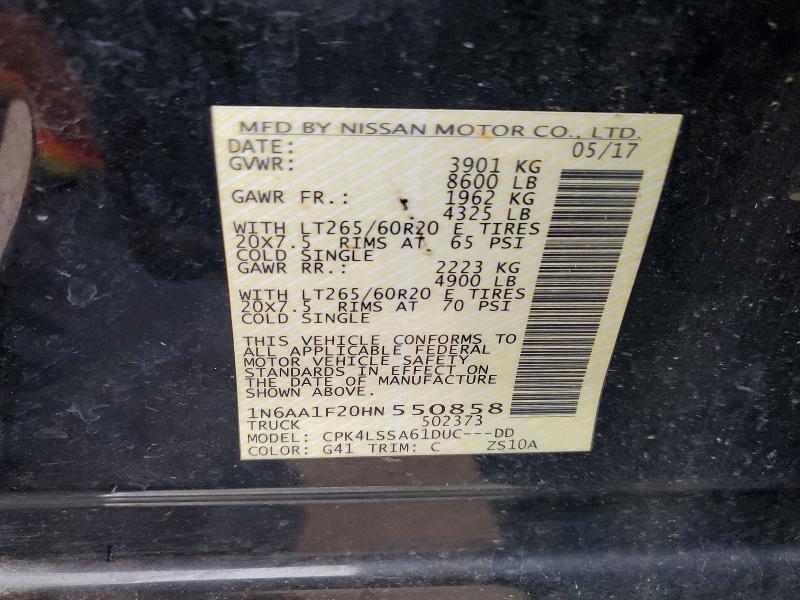 MFD BY NISSAN MOTOR CO., LTD.
DATE: 05/17
GVWR: 3901 KG
8600 LB
GAWR FR.: 1962 KG
4325 LB
WITH LT265/60R20 E TIRES
20X7.5 RIMS AT 65 PSI
COLD SINGLE
GAWR RR.: 2223 KG
4900 LB
WITH LT265/60R20 E TIRES
20X7.5 RIMS AT 70 PSI
COLD SINGLE
THIS VEHICLE CONFORMS TO
ALL APPLICABLE FEDERAL
MOTOR VEHICLE SAFETY
STANDARDS IN EFFECT ON
THE DATE OF MANUFACTURE
SHOWN ABOVE.
1N6AA1F20HN 550858
TRUCK 502373
MODEL: CPK4LSSA61DUC---DD
COLOR: G41 TRIM: C ZS10A